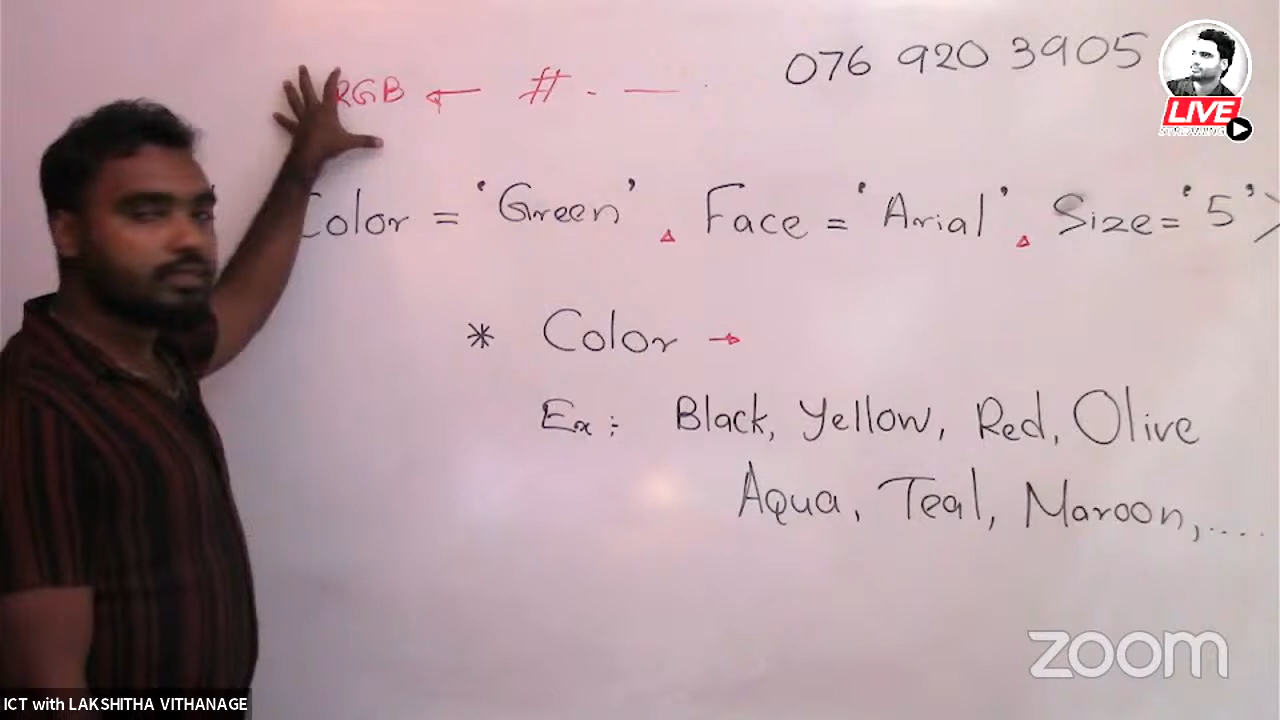 076 920 3905
LIVE
STREAMING
RGB ← # . —
Color = 'Green' Face = 'Arial' Size = '5' >
* Color →
Ex: Black, Yellow, Red, Olive
Aqua, Teal, Maroon, ....
zoom
ICT with LAKSHITHA VITHANAGE